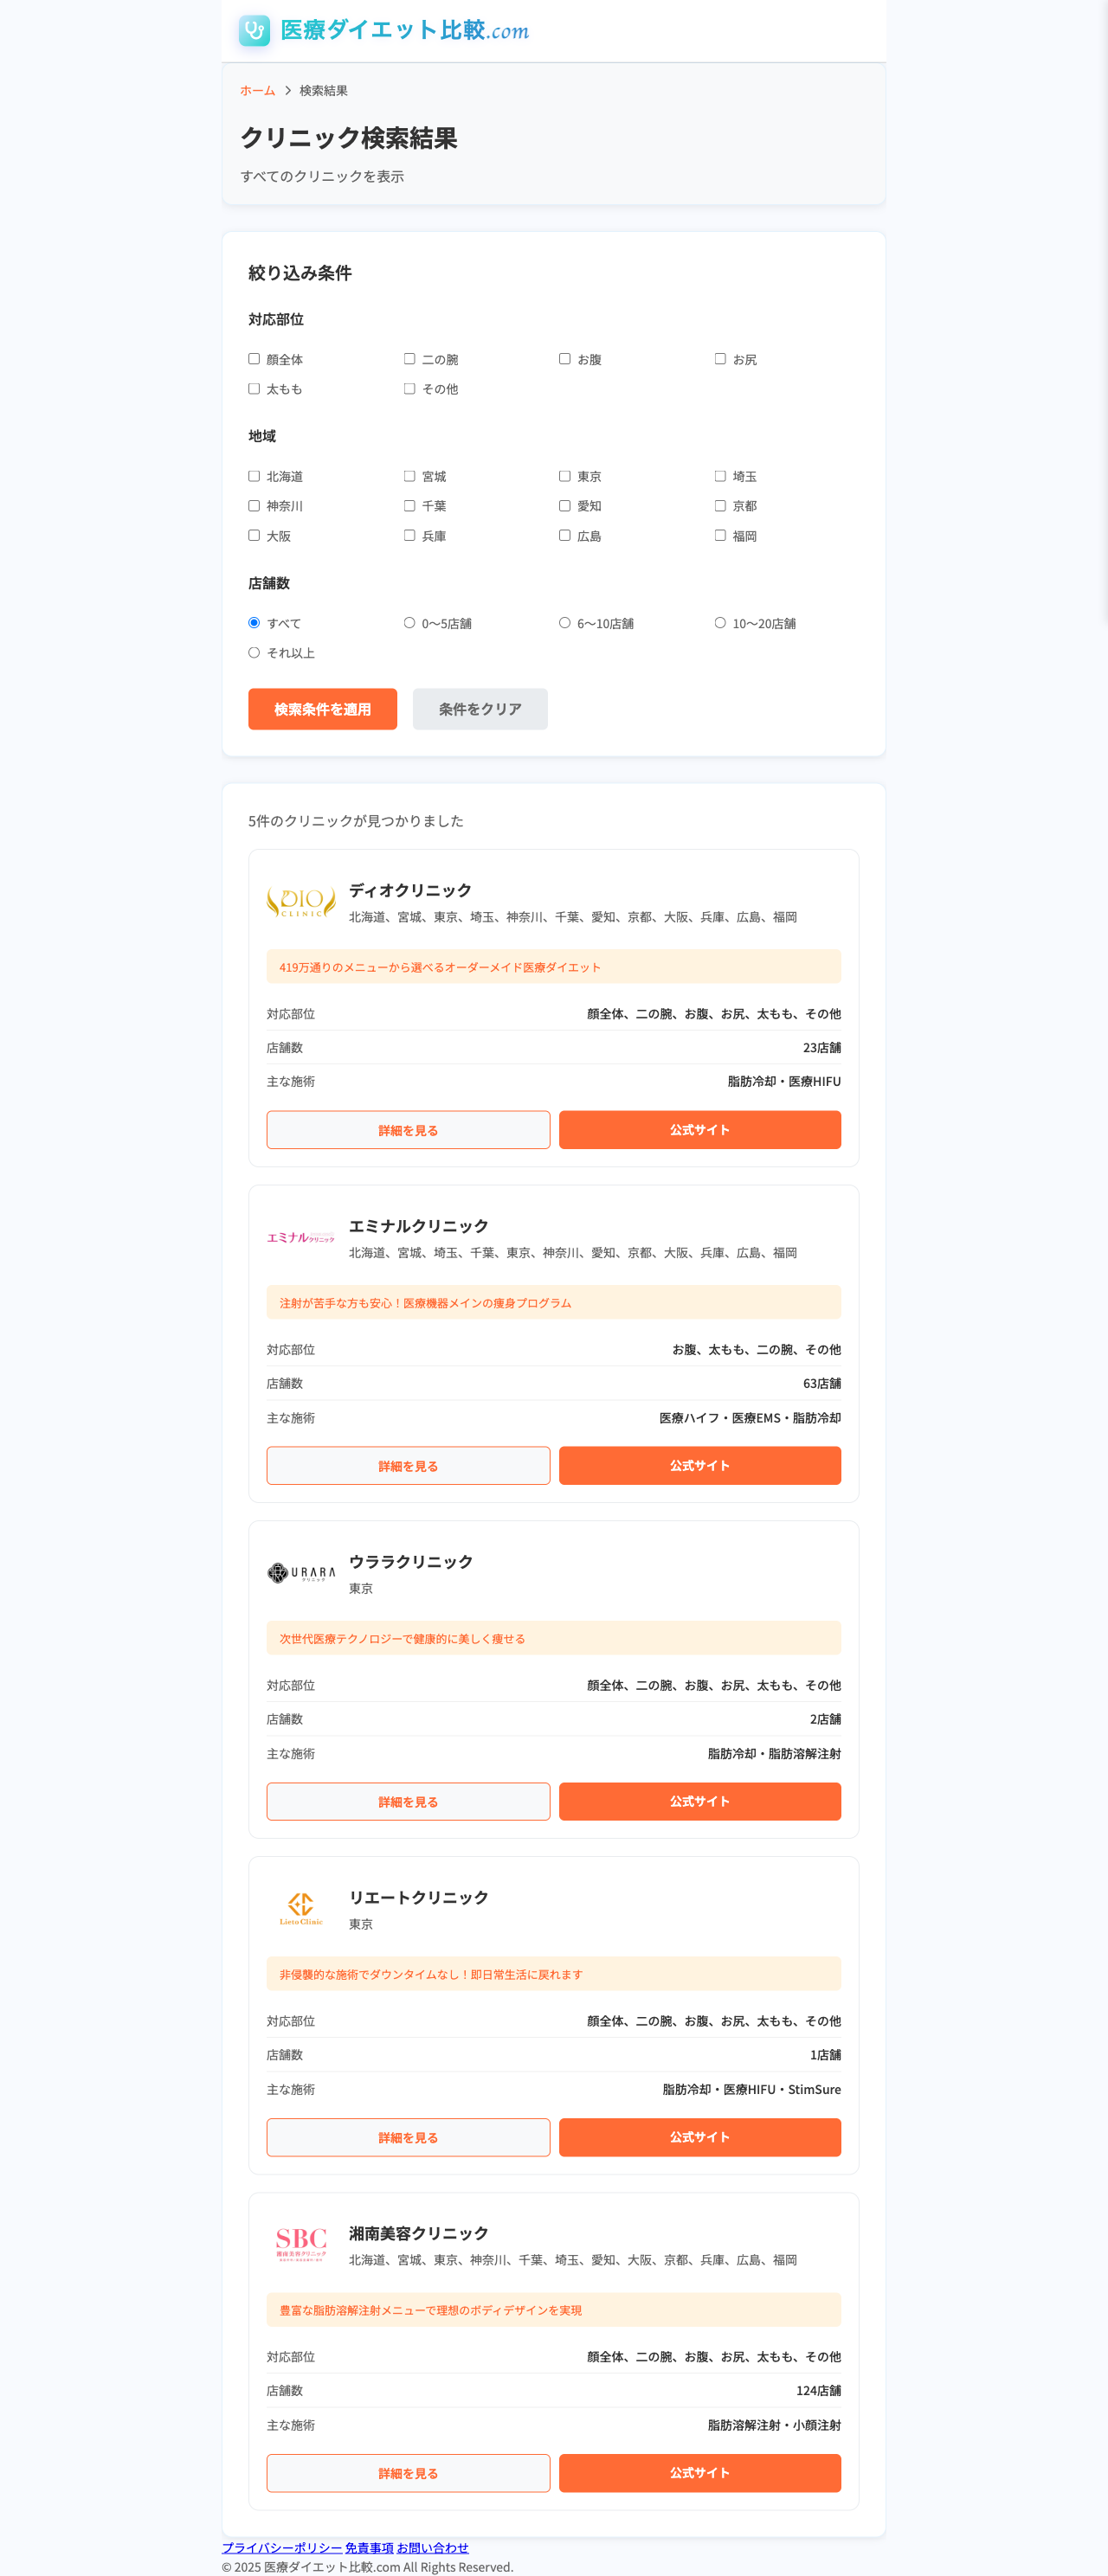 医療ダイエット比較.com
ホーム > 検索結果
クリニック検索結果
すべてのクリニックを表示
絞り込み条件
対応部位
顔全体 二の腕 お腹 お尻
太もも その他
地域
北海道 宮城 東京 埼玉
神奈川 千葉 愛知 京都
大阪 兵庫 広島 福岡
店舗数
すべて 0〜5店舗 6〜10店舗 10〜20店舗
それ以上
検索条件を適用 条件をクリア
5件のクリニックが見つかりました
DIO
CLINIC
ディオクリニック
北海道、宮城、東京、埼玉、神奈川、千葉、愛知、京都、大阪、兵庫、広島、福岡
419万通りのメニューから選べるオーダーメイド医療ダイエット
対応部位 顔全体、二の腕、お腹、お尻、太もも、その他
店舗数 23店舗
主な施術 脂肪冷却・医療HIFU
詳細を見る 公式サイト
エミナルクリニック
エミナルクリニック
北海道、宮城、埼玉、千葉、東京、神奈川、愛知、京都、大阪、兵庫、広島、福岡
注射が苦手な方も安心！医療機器メインの痩身プログラム
対応部位 お腹、太もも、二の腕、その他
店舗数 63店舗
主な施術 医療ハイフ・医療EMS・脂肪冷却
詳細を見る 公式サイト
URARA
クリニック
ウララクリニック
東京
次世代医療テクノロジーで健康的に美しく痩せる
対応部位 顔全体、二の腕、お腹、お尻、太もも、その他
店舗数 2店舗
主な施術 脂肪冷却・脂肪溶解注射
詳細を見る 公式サイト
Lieto Clinic
リエートクリニック
東京
非侵襲的な施術でダウンタイムなし！即日常生活に戻れます
対応部位 顔全体、二の腕、お腹、お尻、太もも、その他
店舗数 1店舗
主な施術 脂肪冷却・医療HIFU・StimSure
詳細を見る 公式サイト
SBC
湘南美容クリニック
湘南美容クリニック
北海道、宮城、東京、神奈川、千葉、埼玉、愛知、大阪、京都、兵庫、広島、福岡
豊富な脂肪溶解注射メニューで理想のボディデザインを実現
対応部位 顔全体、二の腕、お腹、お尻、太もも、その他
店舗数 124店舗
主な施術 脂肪溶解注射・小顔注射
詳細を見る 公式サイト
プライバシーポリシー 免責事項 お問い合わせ
© 2025 医療ダイエット比較.com All Rights Reserved.